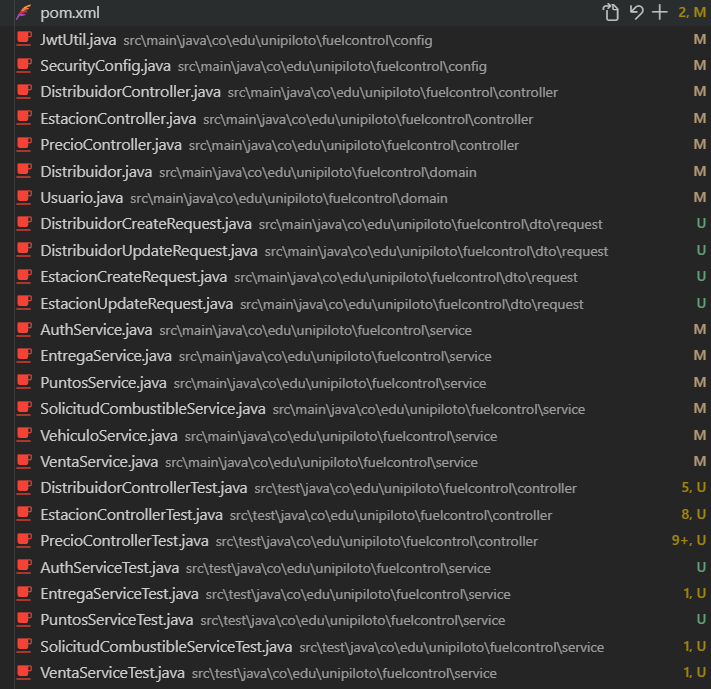 pom.xml 2, M
JwtUtil.java src\main\java\co\edu\unipiloto\fuelcontrol\config M
SecurityConfig.java src\main\java\co\edu\unipiloto\fuelcontrol\config M
DistribuidorController.java src\main\java\co\edu\unipiloto\fuelcontrol\controller M
EstacionController.java src\main\java\co\edu\unipiloto\fuelcontrol\controller M
PrecioController.java src\main\java\co\edu\unipiloto\fuelcontrol\controller M
Distribuidor.java src\main\java\co\edu\unipiloto\fuelcontrol\domain M
Usuario.java src\main\java\co\edu\unipiloto\fuelcontrol\domain M
DistribuidorCreateRequest.java src\main\java\co\edu\unipiloto\fuelcontrol\dto\request U
DistribuidorUpdateRequest.java src\main\java\co\edu\unipiloto\fuelcontrol\dto\request U
EstacionCreateRequest.java src\main\java\co\edu\unipiloto\fuelcontrol\dto\request U
EstacionUpdateRequest.java src\main\java\co\edu\unipiloto\fuelcontrol\dto\request U
AuthService.java src\main\java\co\edu\unipiloto\fuelcontrol\service M
EntregaService.java src\main\java\co\edu\unipiloto\fuelcontrol\service M
PuntosService.java src\main\java\co\edu\unipiloto\fuelcontrol\service M
SolicitudCombustibleService.java src\main\java\co\edu\unipiloto\fuelcontrol\service M
VehiculoService.java src\main\java\co\edu\unipiloto\fuelcontrol\service M
VentaService.java src\main\java\co\edu\unipiloto\fuelcontrol\service M
DistribuidorControllerTest.java src\test\java\co\edu\unipiloto\fuelcontrol\controller 5, U
EstacionControllerTest.java src\test\java\co\edu\unipiloto\fuelcontrol\controller 8, U
PrecioControllerTest.java src\test\java\co\edu\unipiloto\fuelcontrol\controller 9+, U
AuthServiceTest.java src\test\java\co\edu\unipiloto\fuelcontrol\service U
EntregaServiceTest.java src\test\java\co\edu\unipiloto\fuelcontrol\service 1, U
PuntosServiceTest.java src\test\java\co\edu\unipiloto\fuelcontrol\service U
SolicitudCombustibleServiceTest.java src\test\java\co\edu\unipiloto\fuelcontrol\service 1, U
VentaServiceTest.java src\test\java\co\edu\unipiloto\fuelcontrol\service 1, U